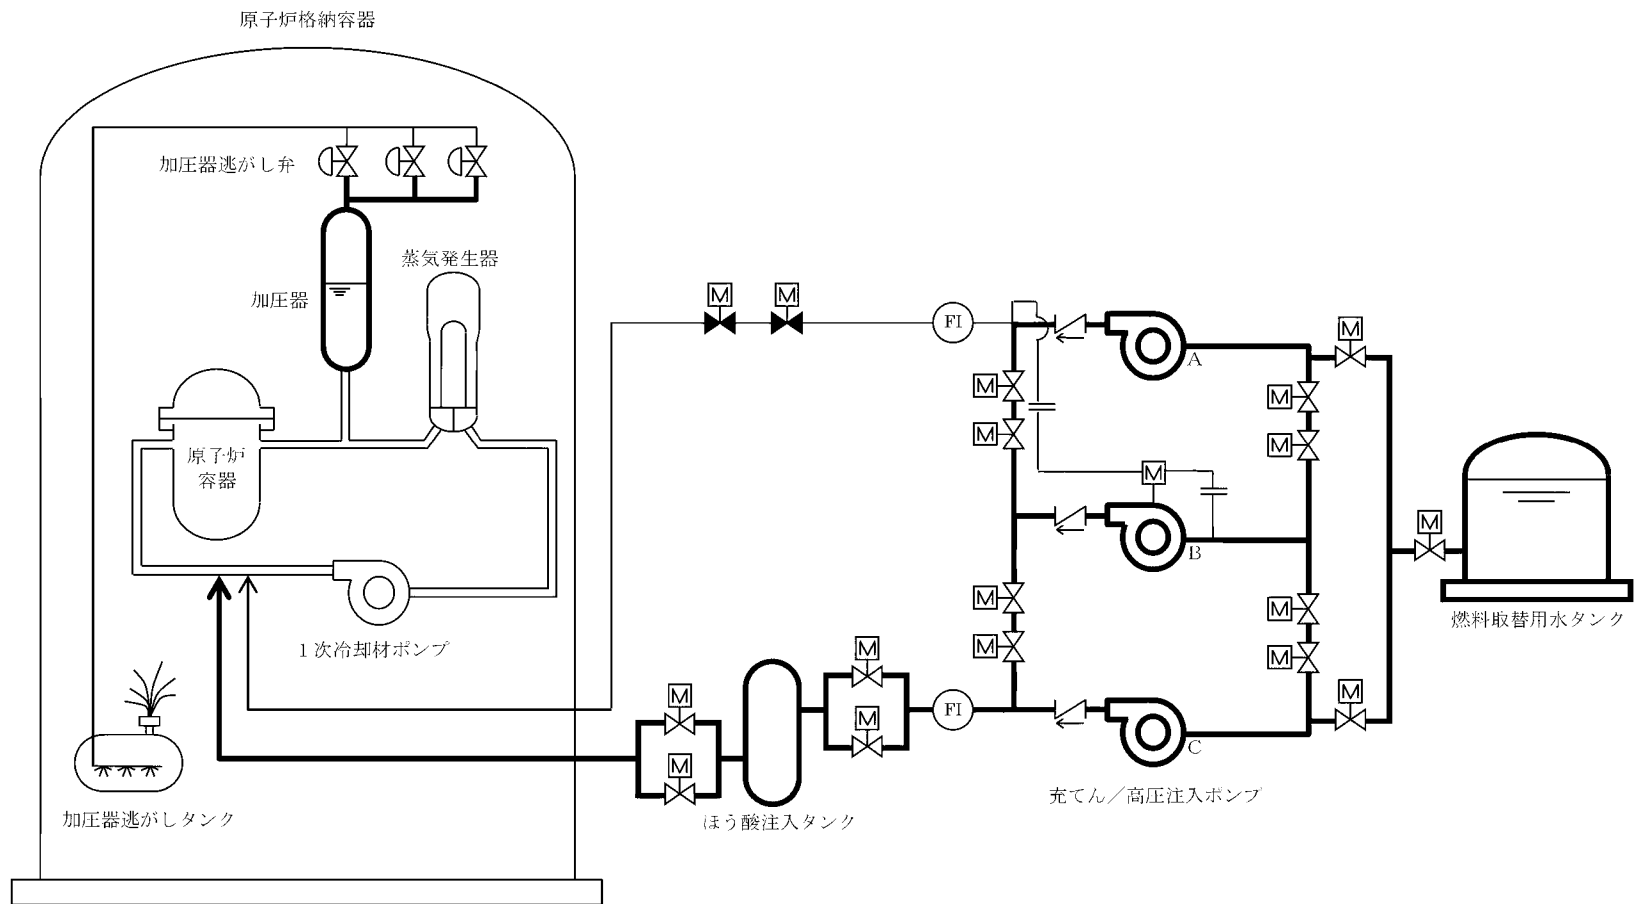 原子炉格納容器
加圧器逃がし弁
蒸気発生器
加圧器
M
M
FI
M
A
M
M
M
M
原子炉
容器
M
B
M
M
M
M
M
燃料取替用水タンク
1次冷却材ポンプ
M
M
M
M
FI
M
M
C
充てん/高圧注入ポンプ
加圧器逃がしタンク
ほう酸注入タンク